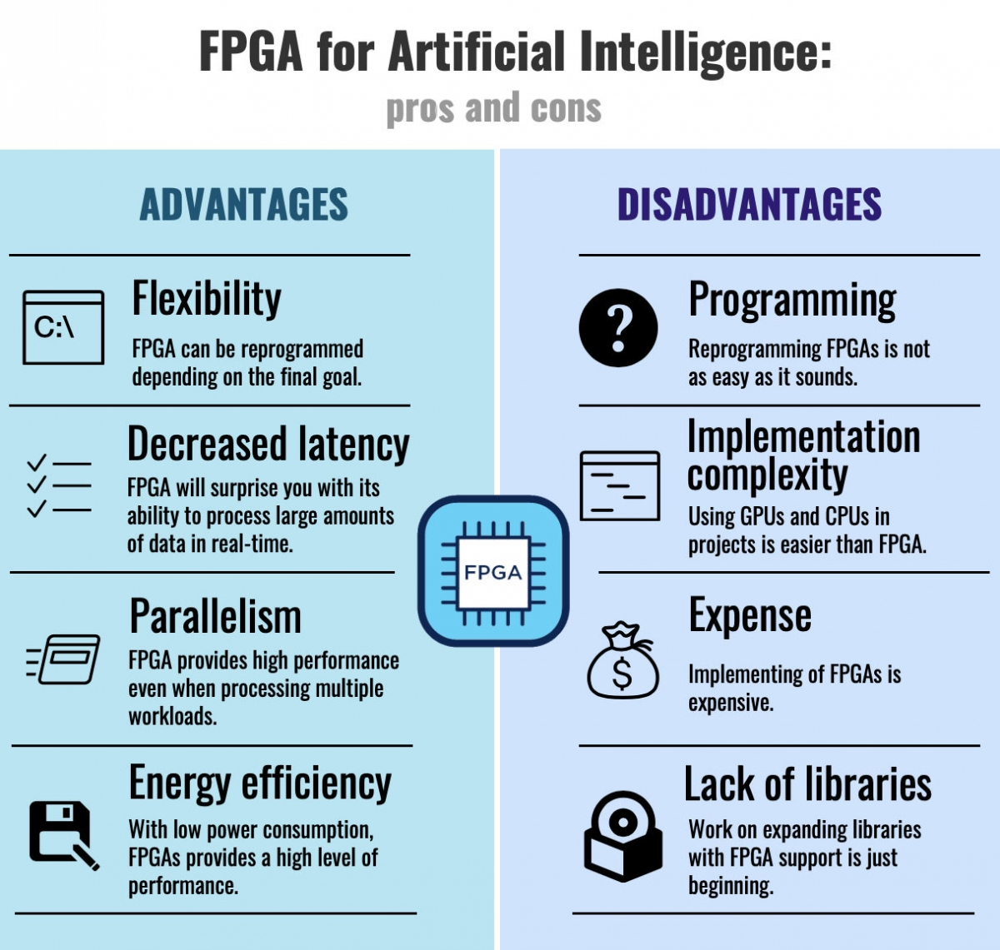 FPGA for Artificial Intelligence:
pros and cons
ADVANTAGES
Flexibility
C:\
FPGA can be reprogrammed
depending on the final goal.
Decreased latency
FPGA will surprise you with its
ability to process large amounts
of data in real-time.
Parallelism
FPGA provides high performance
even when processing multiple
workloads.
Energy efficiency
With low power consumption,
FPGAs provides a high level of
performance.
FPGA
DISADVANTAGES
?
Programming
Reprogramming FPGAs is not
as easy as it sounds.
Implementation
complexity
Using GPUs and CPUs in
projects is easier than FPGA.
Expense
$
Implementing of FPGAs is
expensive.
Lack of libraries
Work on expanding libraries
with FPGA support is just
beginning.